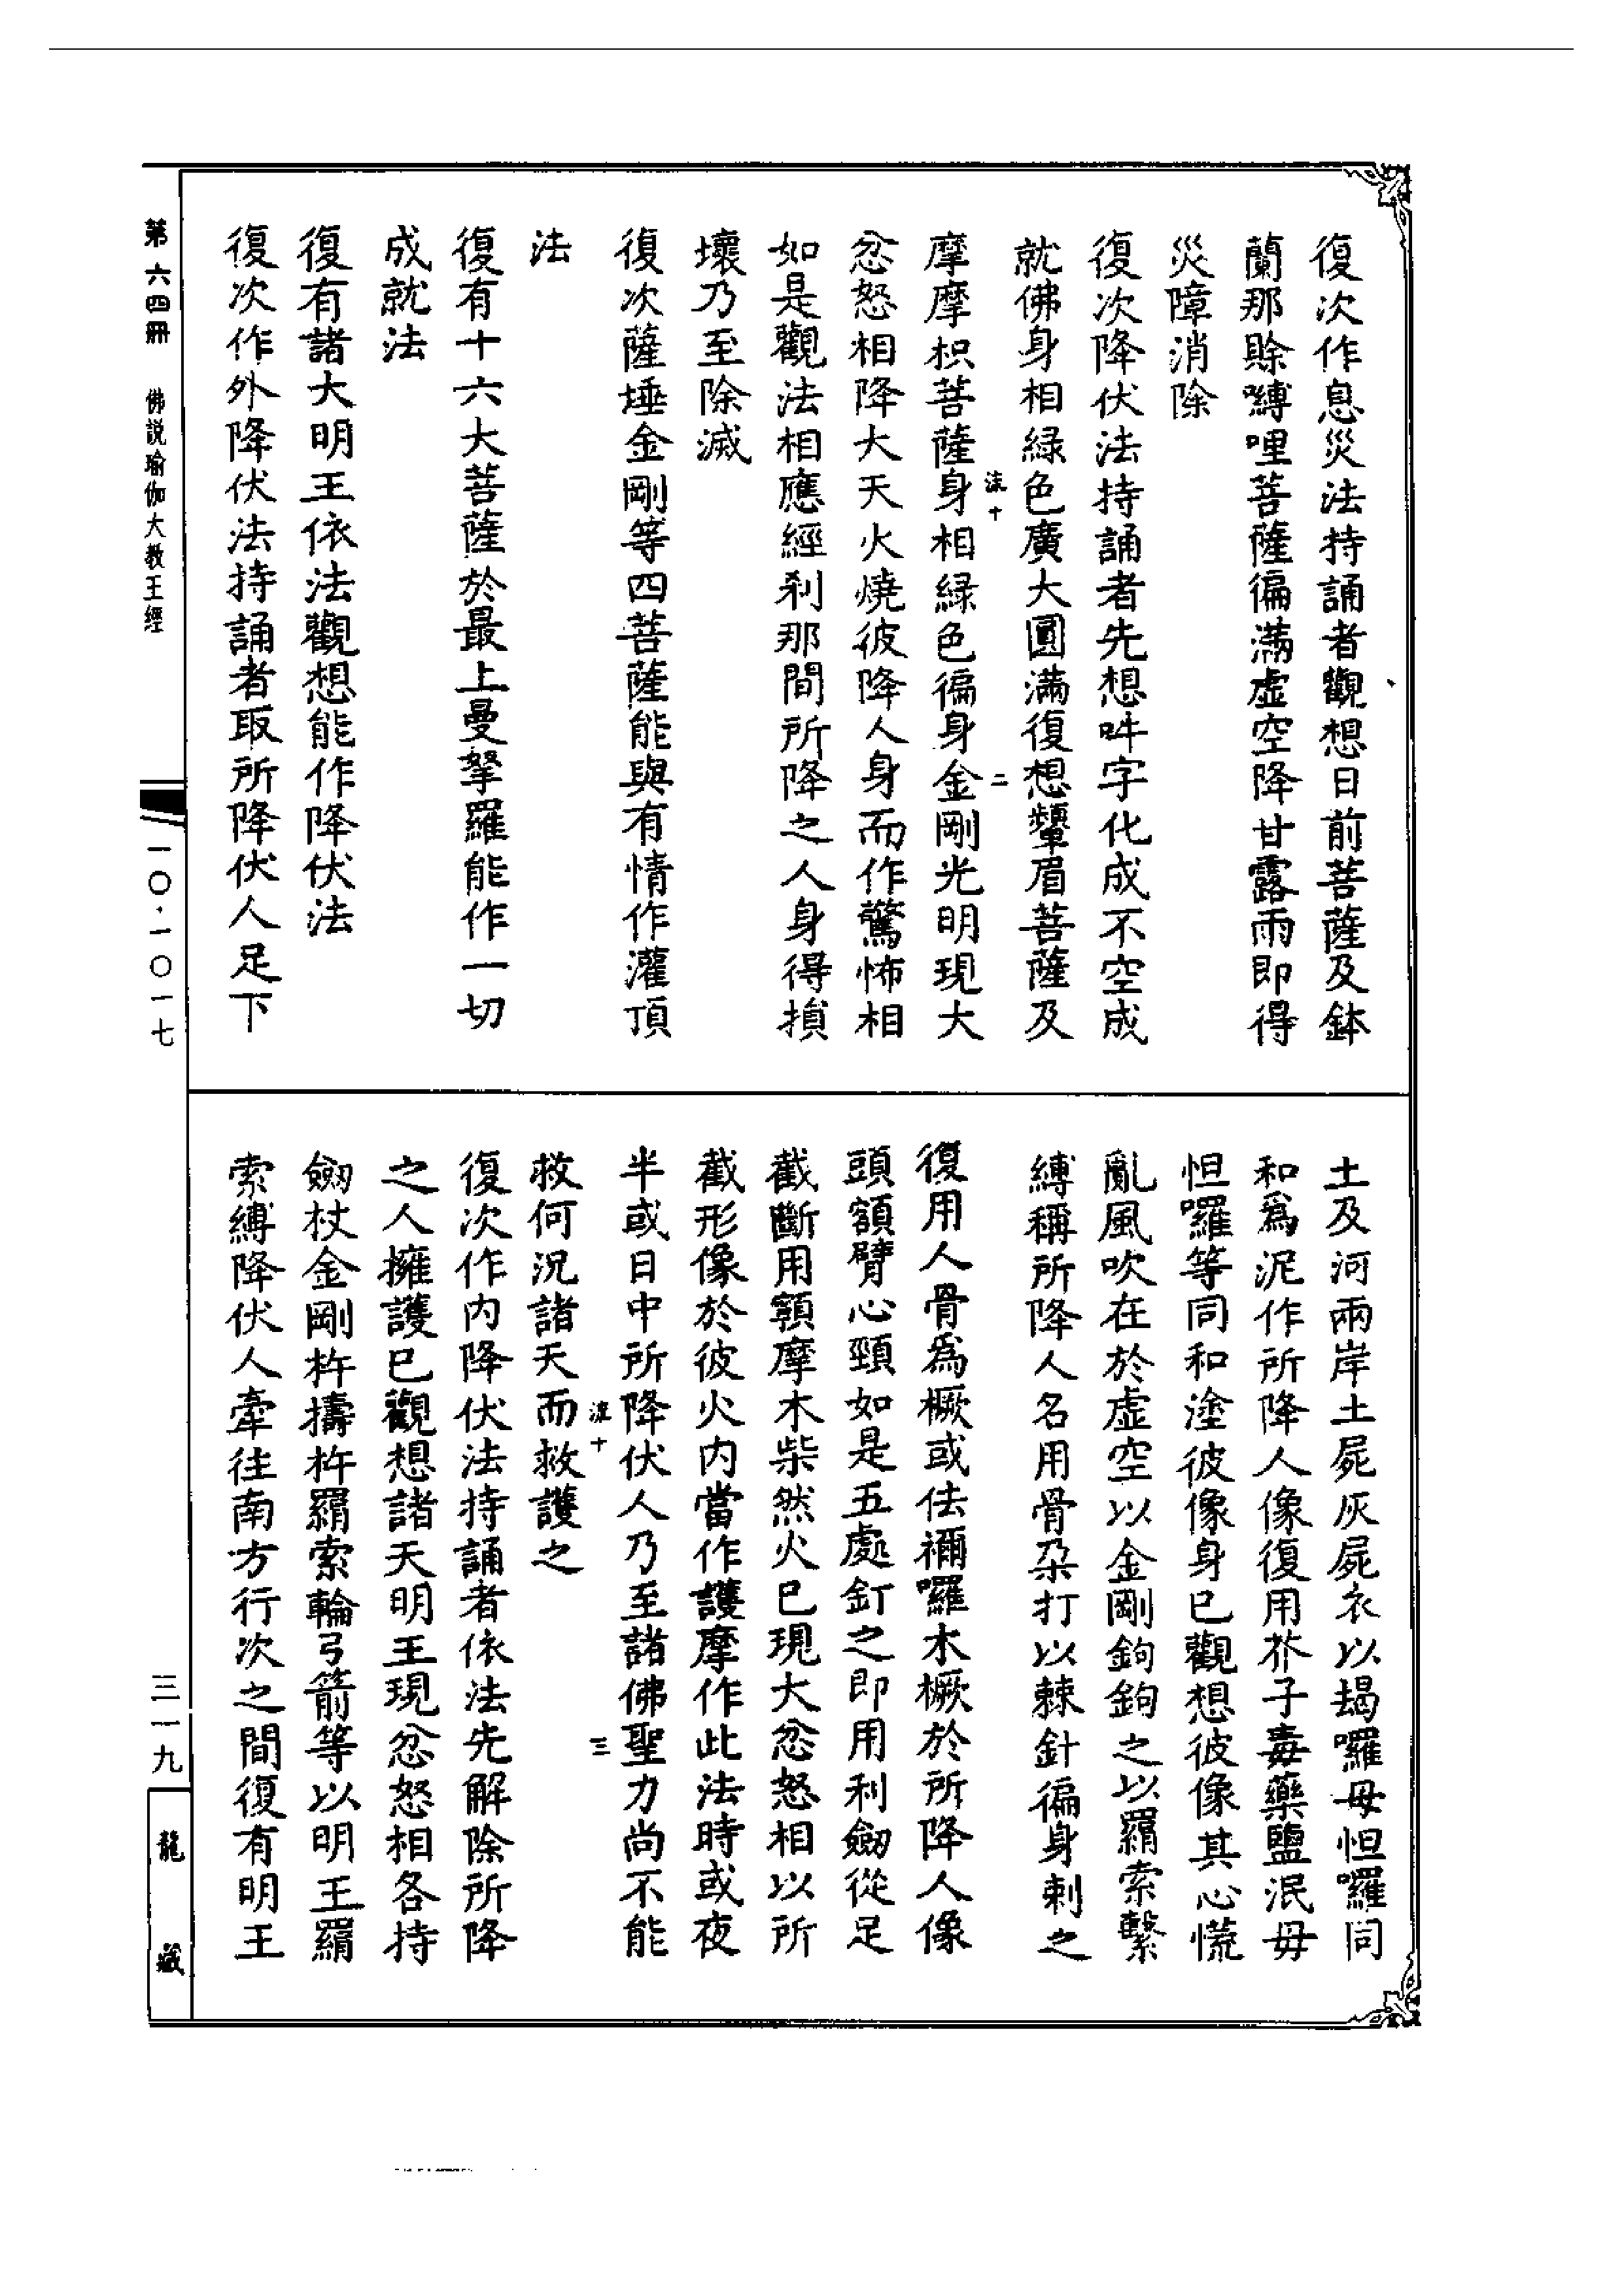 復次作息災法持誦者觀想日前菩薩及鉢
蘭那賒嚩哩菩薩徧滿虛空降甘露雨即得
災障消除
復次降伏法持誦者先想吽字化成不空成
就佛身相綠色廣大圓滿復想顰眉菩薩及
流十
二
摩摩枳菩薩身相綠色徧身金剛光明現大
忿怒相降大天火燒彼降人身而作驚怖相
如是觀法相應經刹那間所降之人身得損
壞乃至除滅
復次薩埵金剛等四菩薩能與有情作灌頂
法
復有十六大菩薩於最上曼拏羅能作一切
成就法
復有諸大明王依法觀想能作降伏法
復次作外降伏法持誦者取所降伏人足下
土及河兩岸土屍灰屍衣以朅囉母怛囉同
和爲泥作所降人像復用芥子毒藥鹽泯母
怛囉等同和塗彼像身已觀想彼像其心慌
亂風吹在於虛空以金剛鉤鉤之以羂索繫
縛稱所降人名用骨朶打以棘針徧身刺之
復用人骨爲橛或佉禰囉木橛於所降人像
頭額臂心頸如是五處釘之即用利劒從足
截斷用顙摩木柴然火已現大忿怒相以所
截形像於彼火内當作護摩作此法時或夜
半或日中所降伏人乃至諸佛聖力尚不能
流十
三
救何況諸天而救護之
復次作内降伏法持誦者依法先解除所降
之人擁護已觀想諸天明王現忿怒相各持
劒杖金剛杵擣杵羂索輪弓箭等以明王羂
索縛降伏人牽往南方行次之間復有明王
第六四冊 佛説瑜伽大教王經
一〇·一〇一七
三一九
龍藏